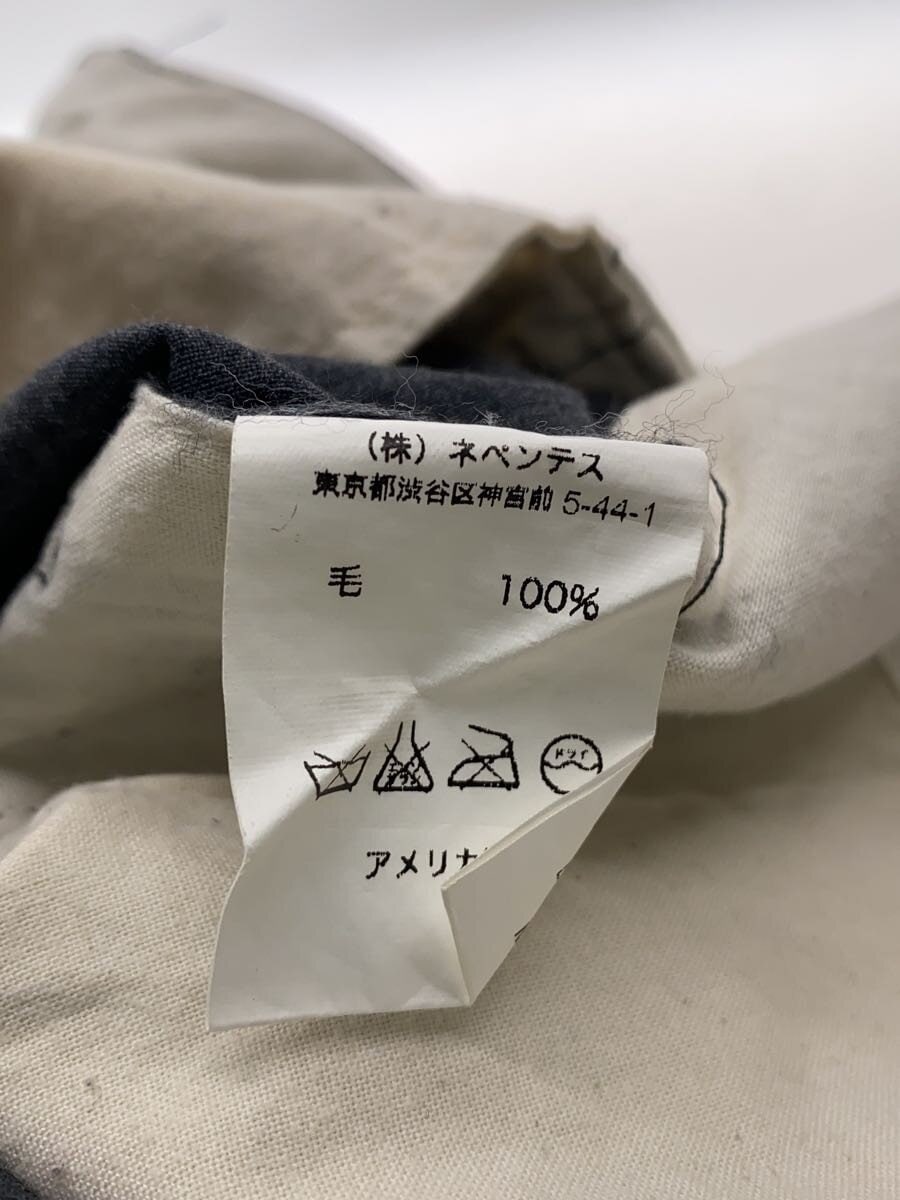 (株) ネペンテス
東京都渋谷区神宮前 5-44-1
毛 100%
ドライ
アメリカ